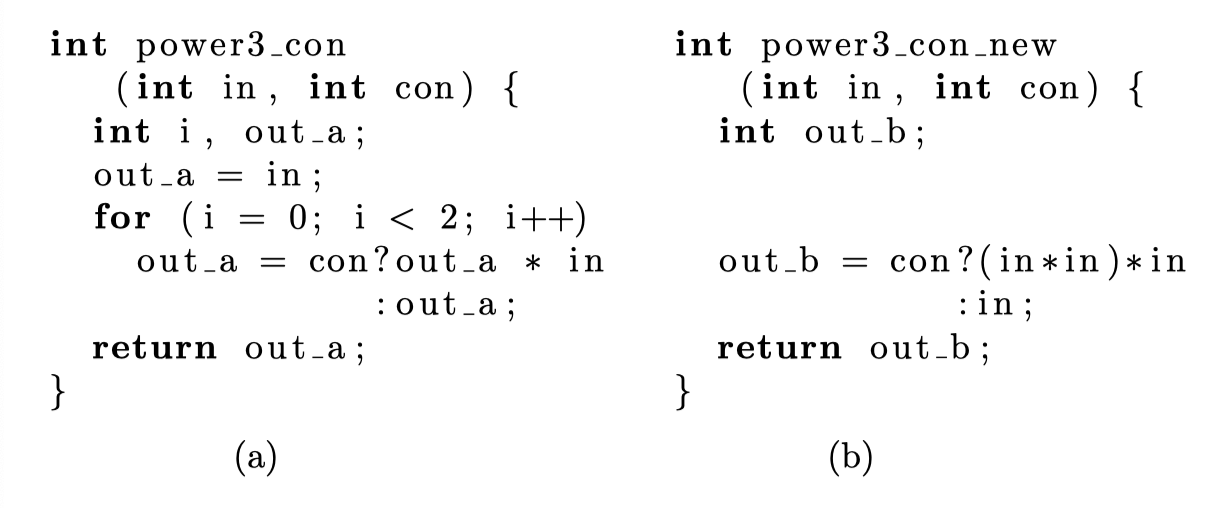 int power3_con
(int in, int con) {
int i, out_a;
out_a = in;
for (i = 0; i < 2; i++)
out_a = con?out_a * in
:out_a;
return out_a;
}
(a)
int power3_con_new
(int in, int con) {
int out_b;
out_b = con?(in*in)*in
:in;
return out_b;
}
(b)